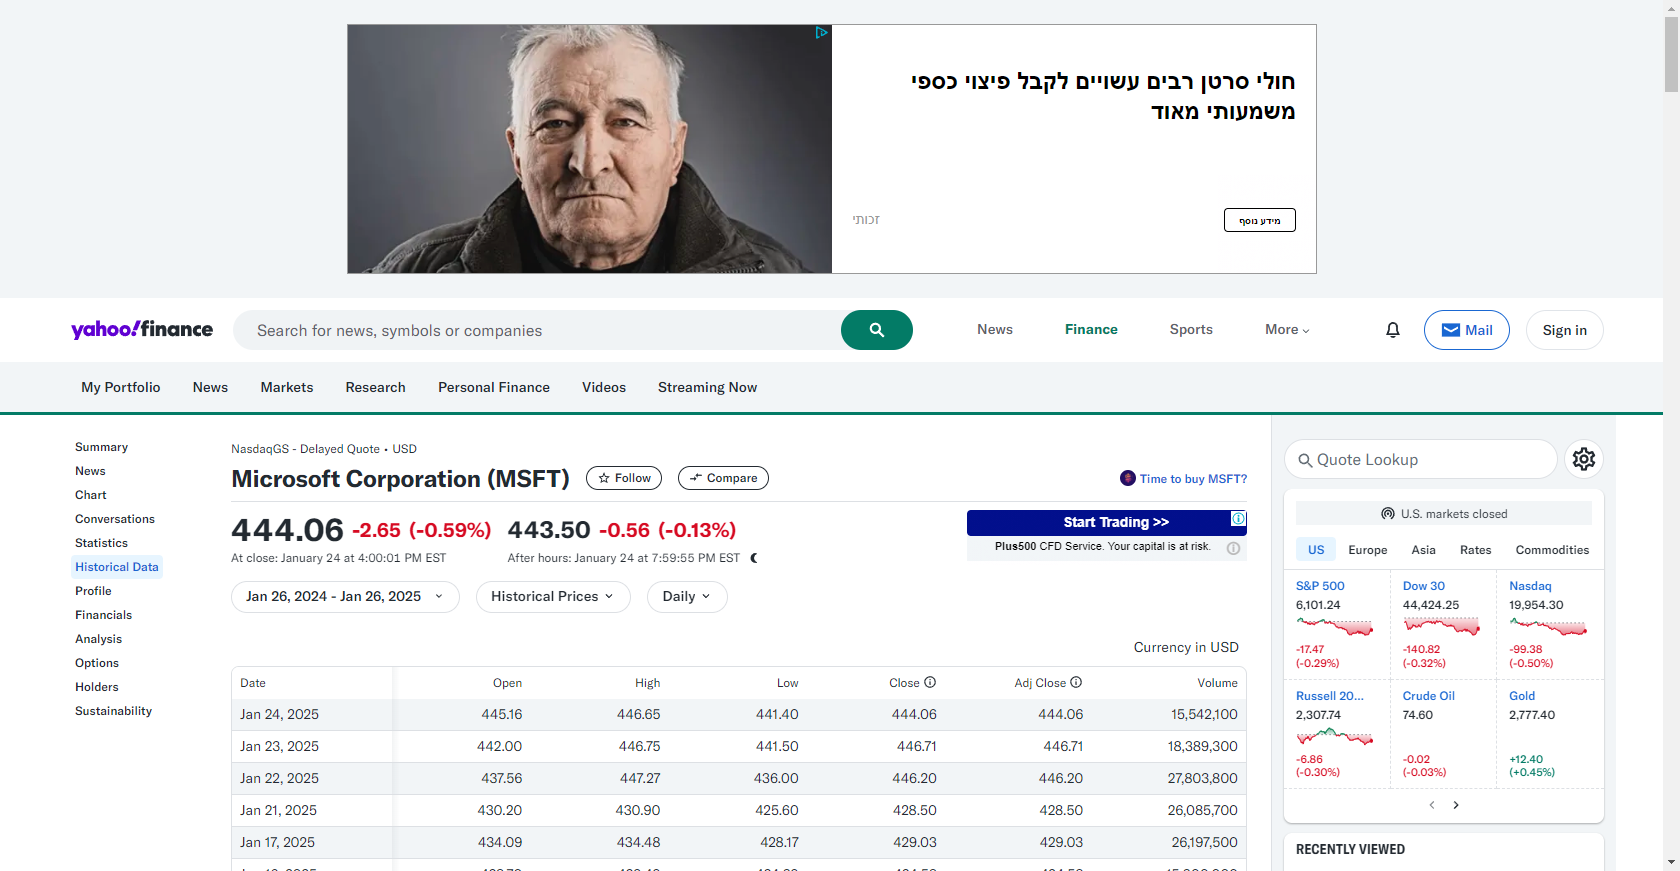 חולי סרטן רבים עשויים לקבל פיצוי כספי
משמעותי מאוד
זכותי
מידע נוסף
yahoo!finance
Search for news, symbols or companies
News Finance Sports More
Mail
Sign in
My Portfolio News Markets Research Personal Finance Videos Streaming Now
Summary
News
Chart
Conversations
Statistics
Historical Data
Profile
Financials
Analysis
Options
Holders
Sustainability
NasdaqGS - Delayed Quote • USD
Microsoft Corporation (MSFT)
Follow
Compare
Time to buy MSFT?
444.06 -2.65 (-0.59%) 443.50 -0.56 (-0.13%)
At close: January 24 at 4:00:01 PM EST After hours: January 24 at 7:59:55 PM EST
Start Trading >>
Plus500 CFD Service. Your capital is at risk.
Jan 26, 2024 - Jan 26, 2025
Historical Prices
Daily
Currency in USD
Date Open High Low Close Adj Close Volume
Jan 24, 2025 445.16 446.65 441.40 444.06 444.06 15,542,100
Jan 23, 2025 442.00 446.75 441.50 446.71 446.71 18,389,300
Jan 22, 2025 437.56 447.27 436.00 446.20 446.20 27,803,800
Jan 21, 2025 430.20 430.90 425.60 428.50 428.50 26,085,700
Jan 17, 2025 434.09 434.48 428.17 429.03 429.03 26,197,500
Quote Lookup
U.S. markets closed
US Europe Asia Rates Commodities
S&P 500 Dow 30 Nasdaq
6,101.24 44,424.25 19,954.30
-17.47 -140.82 -99.38
(-0.29%) (-0.32%) (-0.50%)
Russell 20... Crude Oil Gold
2,307.74 74.60 2,777.40
-6.86 -0.02 +12.40
(-0.30%) (-0.03%) (+0.45%)
RECENTLY VIEWED